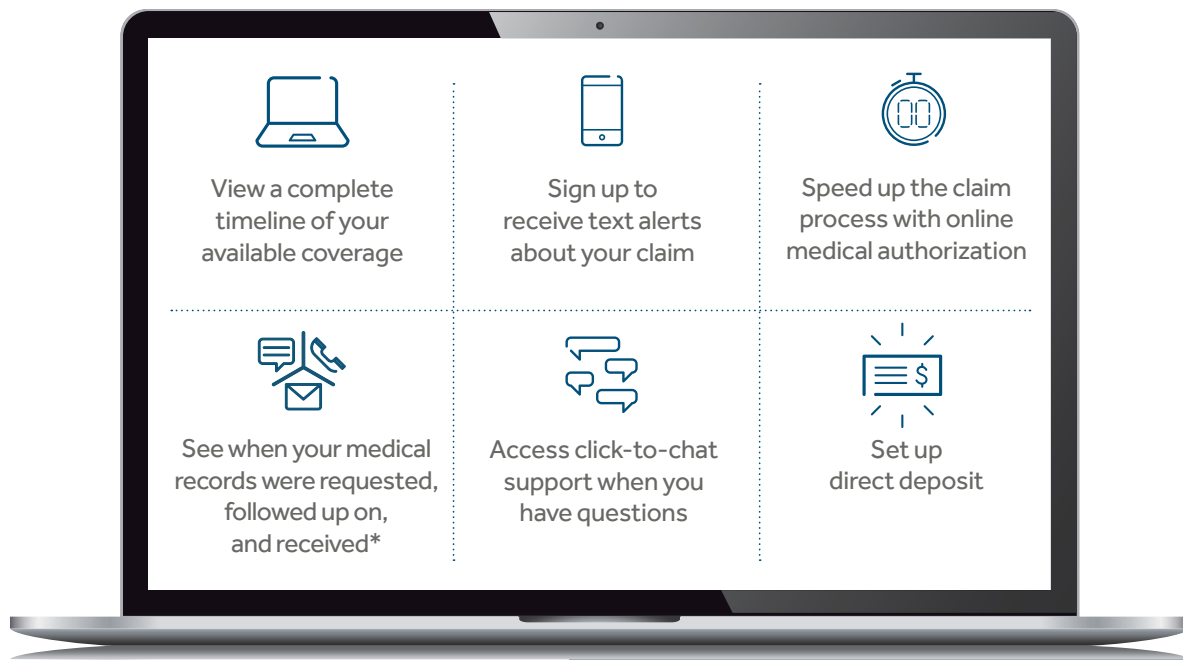 View a complete
timeline of your
available coverage
Sign up to
receive text alerts
about your claim
00
Speed up the claim
process with online
medical authorization
See when your medical
records were requested,
followed up on,
and received*
Access click-to-chat
support when you
have questions
$
Set up
direct deposit